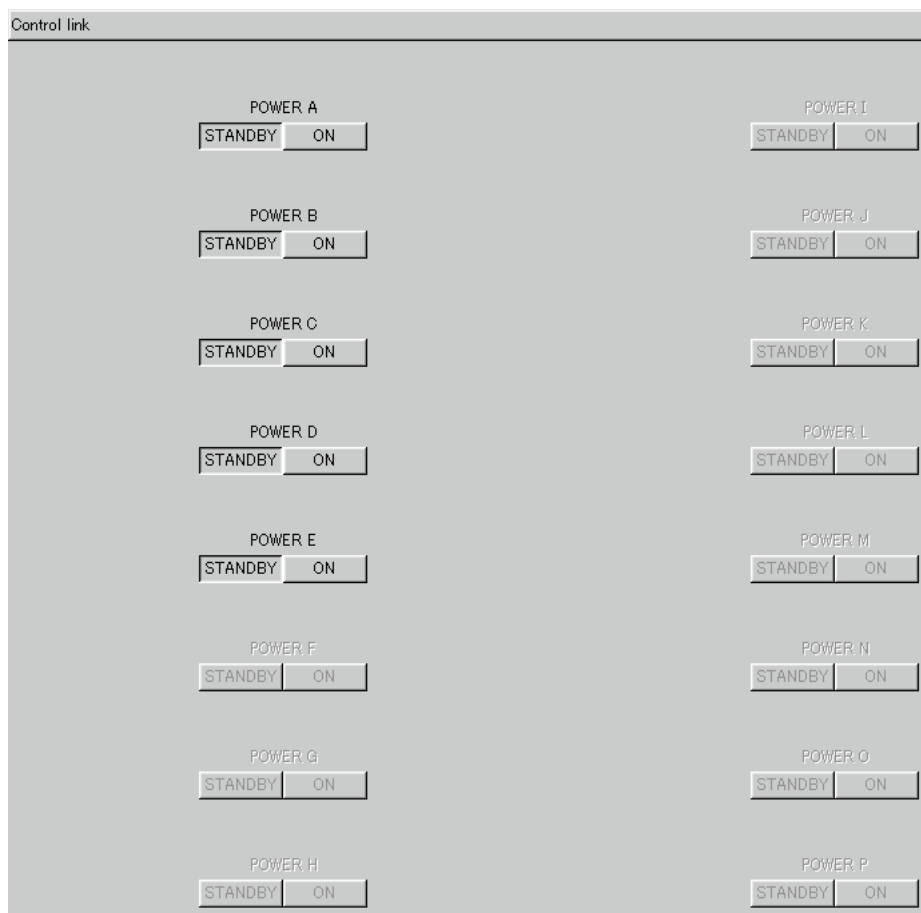 Control link
POWER A
STANDBY ON
POWER B
STANDBY ON
POWER C
STANDBY ON
POWER D
STANDBY ON
POWER E
STANDBY ON
POWER F
STANDBY ON
POWER G
STANDBY ON
POWER H
STANDBY ON
POWER I
STANDBY ON
POWER J
STANDBY ON
POWER K
STANDBY ON
POWER L
STANDBY ON
POWER M
STANDBY ON
POWER N
STANDBY ON
POWER O
STANDBY ON
POWER P
STANDBY ON